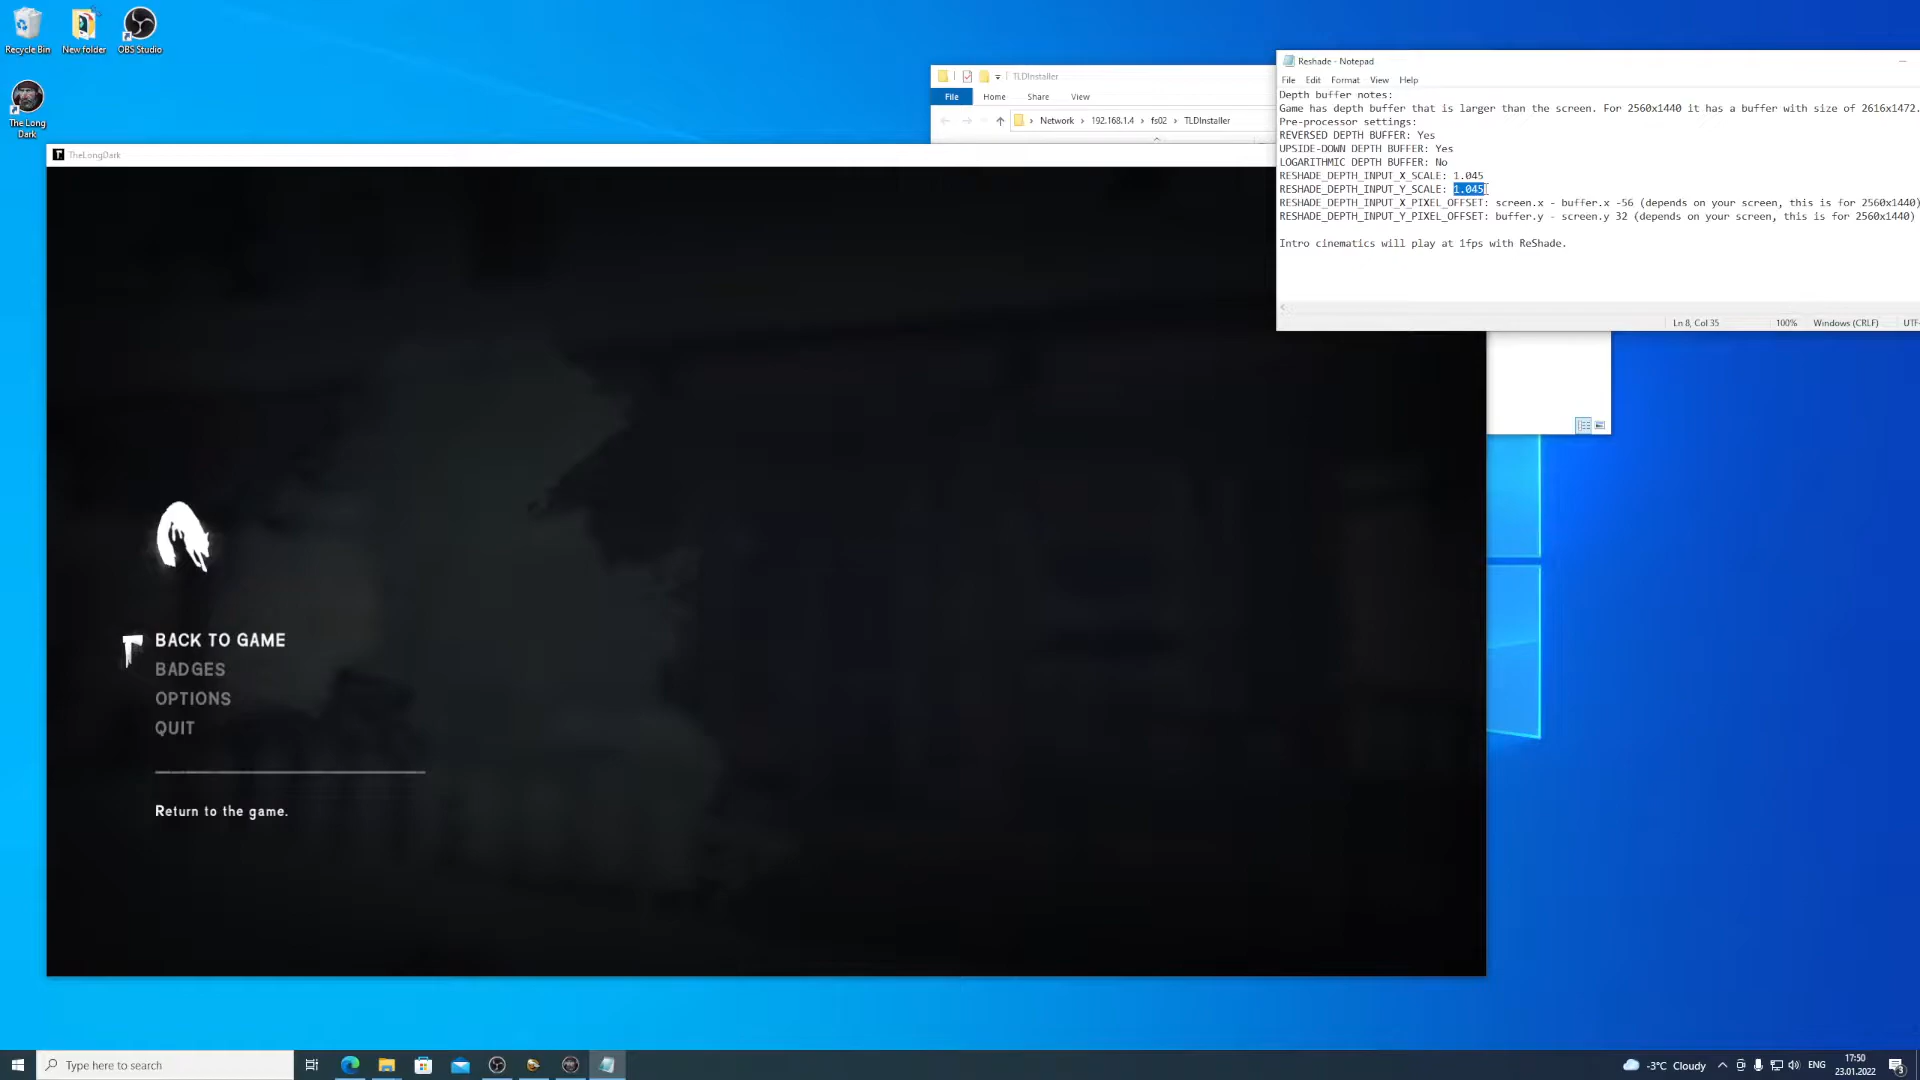 Recycle Bin
New folder
OBS Studio
The Long
Dark
TLDInstaller
File
Home
Share
View
Network
192.168.1.4
fs02
TLDInstaller
Reshade - Notepad
File Edit Format View Help
Depth buffer notes:
Game has depth buffer that is larger than the screen. For 2560x1440 it has a buffer with size of 2616x1472.
Pre-processor settings:
REVERSED DEPTH BUFFER: Yes
UPSIDE-DOWN DEPTH BUFFER: Yes
LOGARITHMIC DEPTH BUFFER: No
RESHADE_DEPTH_INPUT_X_SCALE: 1.045
RESHADE_DEPTH_INPUT_Y_SCALE: 1.045
RESHADE_DEPTH_INPUT_X_PIXEL_OFFSET: screen.x - buffer.x -56 (depends on your screen, this is for 2560x1440)
RESHADE_DEPTH_INPUT_Y_PIXEL_OFFSET: buffer.y - screen.y 32 (depends on your screen, this is for 2560x1440)
Intro cinematics will play at 1fps with ReShade.
Ln 8, Col 35
100%
Windows (CRLF)
UTF-
TheLongDark
BACK TO GAME
BADGES
OPTIONS
QUIT
Return to the game.
Type here to search
-3°C Cloudy
ENG
17:50
23.01.2022
3